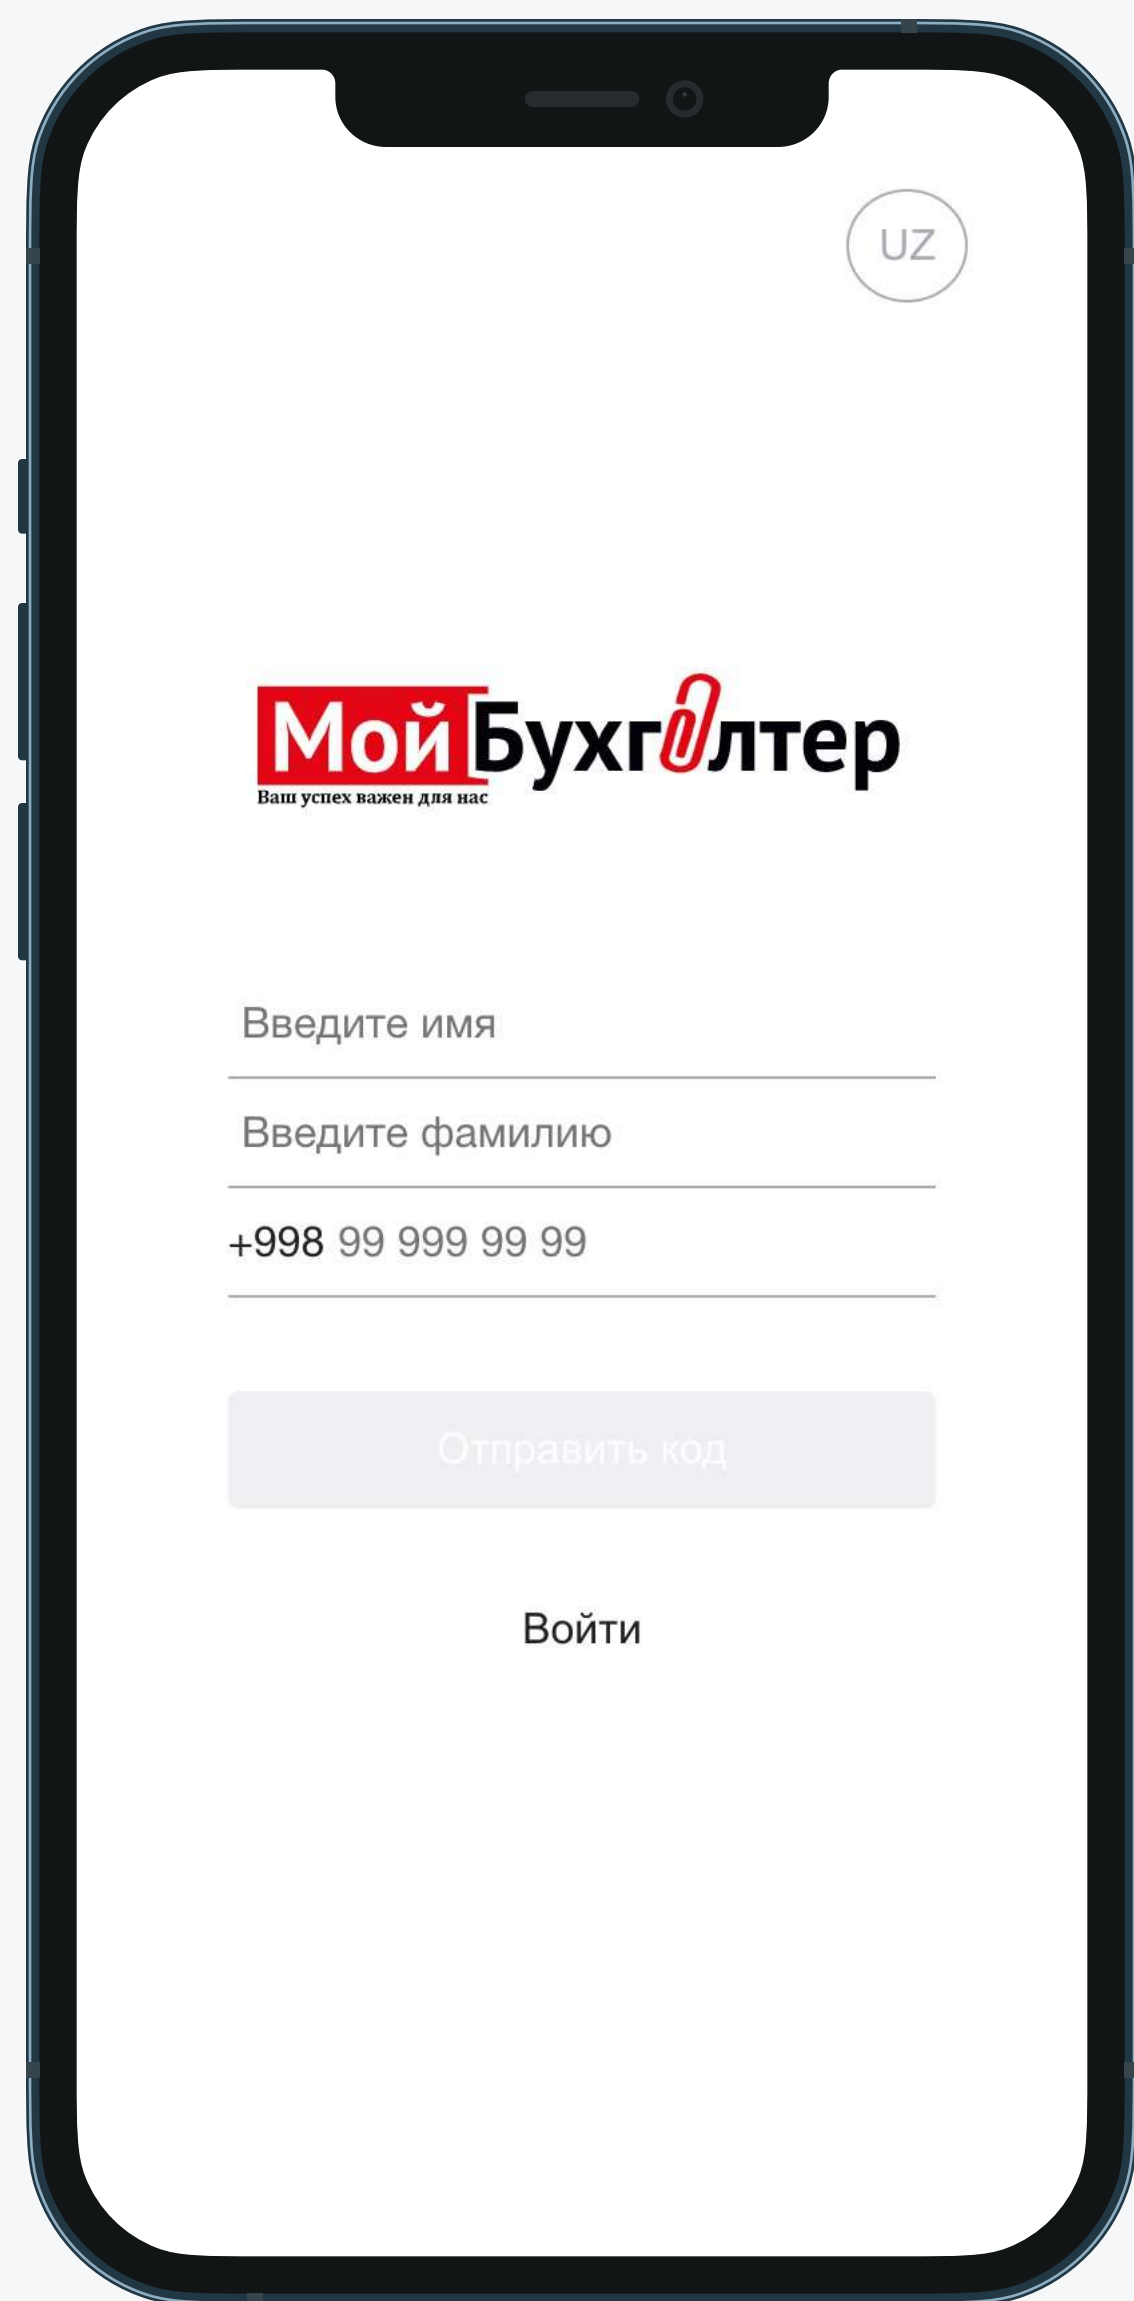 UZ
Мой Бухгалтер
Ваш успех важен для нас
Введите имя
Введите фамилию
+998 99 999 99 99
Отправить код
Войти